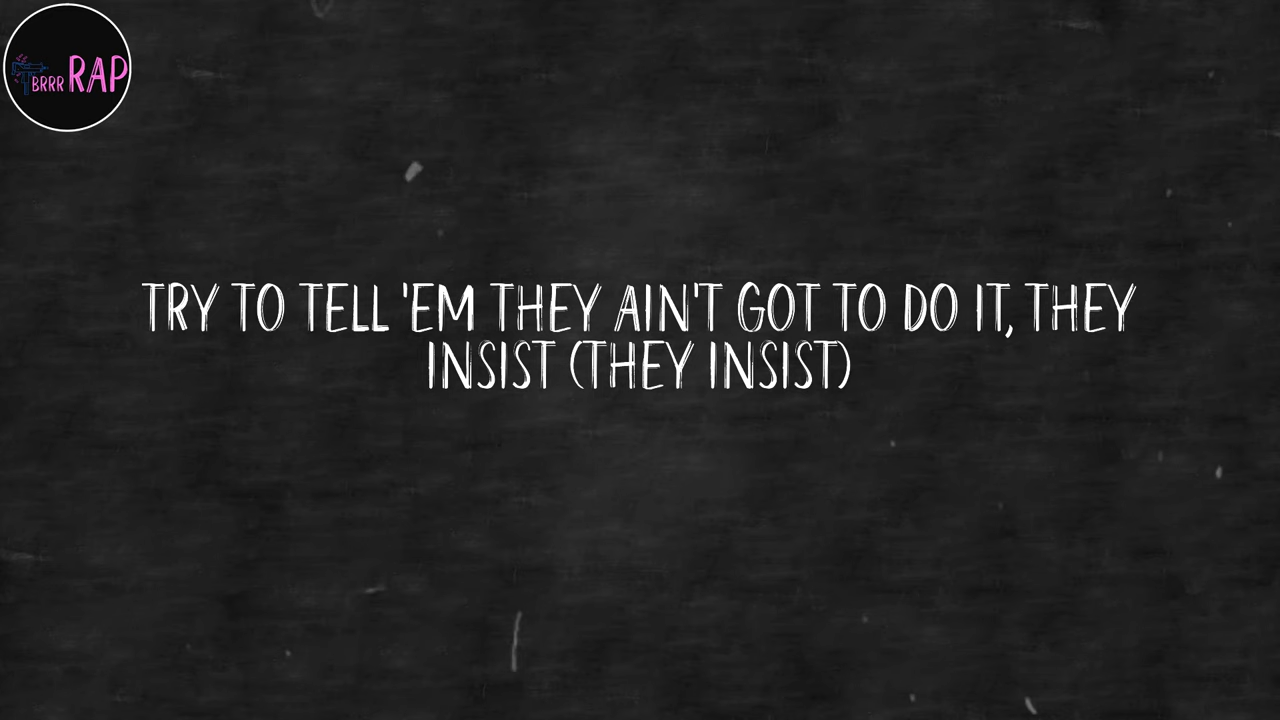 BRRR RAP
TRY TO TELL 'EM THEY AIN'T GOT TO DO IT, THEY
INSIST (THEY INSIST)